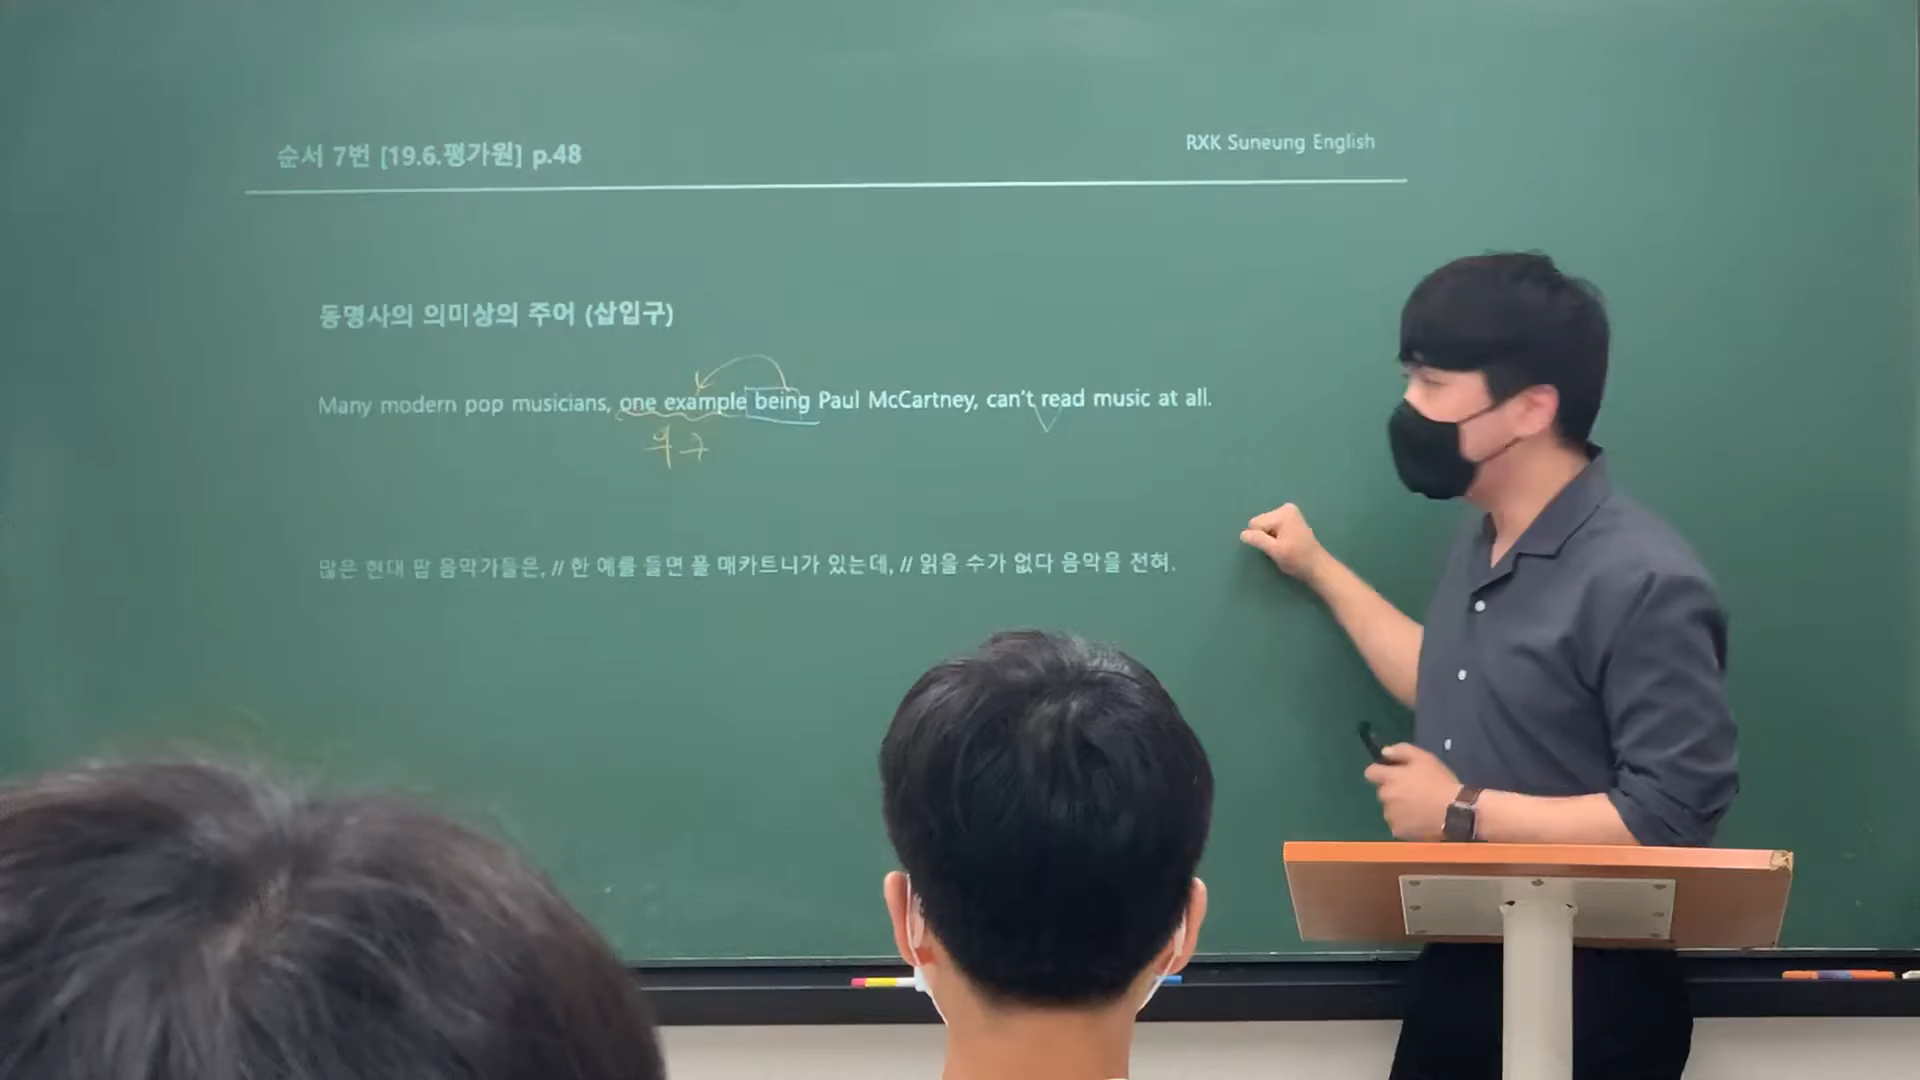 순서 7번 [19.6.평가원] p.48
RXK Suneung English
동명사의 의미상의 주어 (삽입구)
Many modern pop musicians, one example being Paul McCartney, can't read music at all.
많은 현대 팝 음악가들은, // 한 예를 들면 폴 매카트니가 있는데, // 읽을 수가 없다 음악을 전혀.